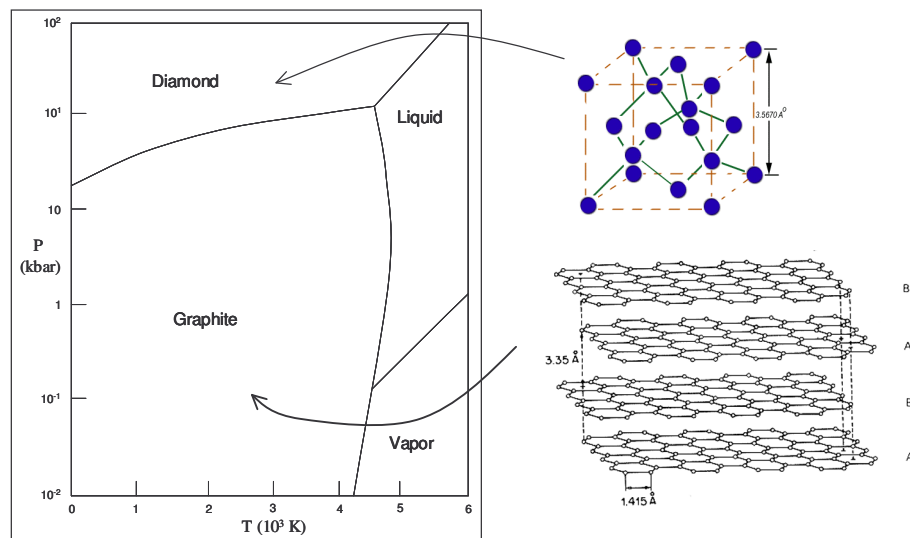 10²
Diamond
10¹
Liquid
10
P
(kbar)
1
Graphite
10⁻¹
Vapor
10⁻²
0
1
2
3
4
5
6
T (10³ K)
3.5670 Å
B
A
3.35 Å
B
A
1.415 Å